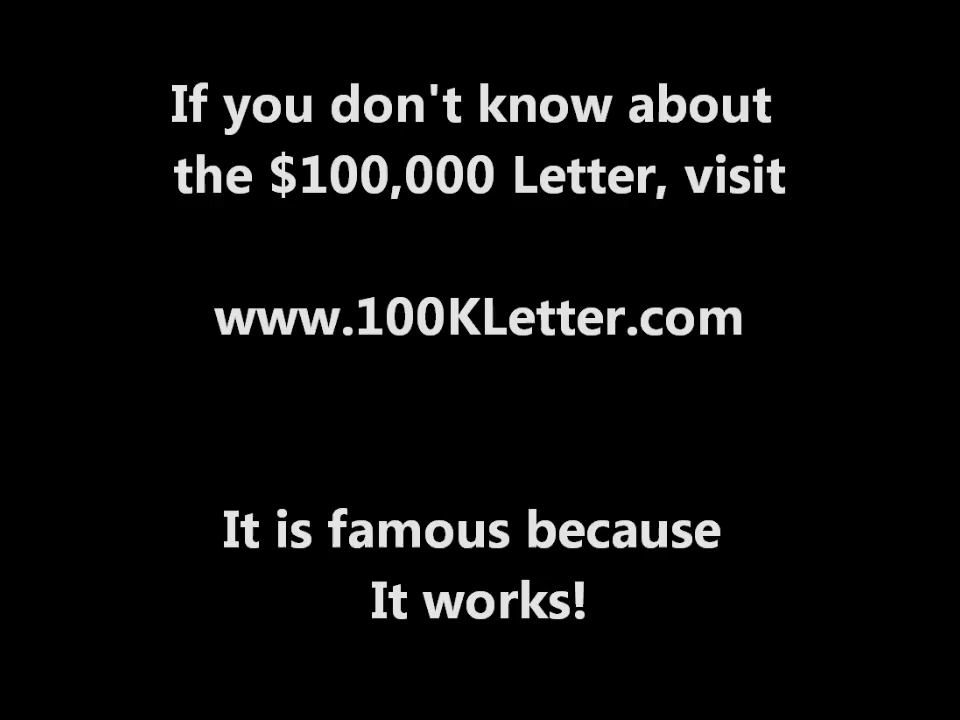 If you don't know about
the $100,000 Letter, visit
www.100KLetter.com
It is famous because
It works!